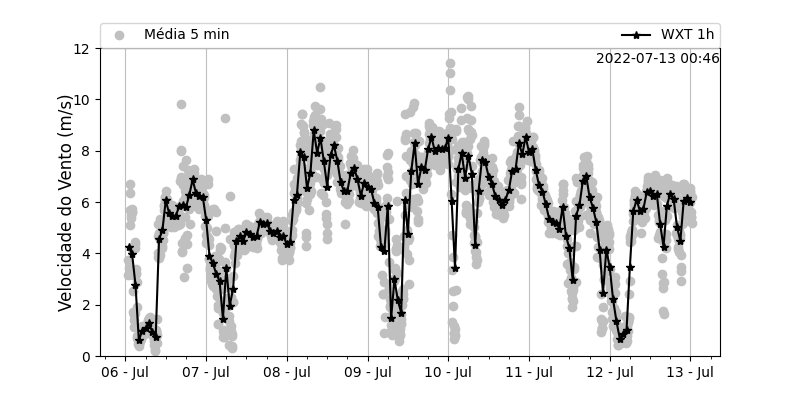 Média 5 min
WXT 1h
2022-07-13 00:46
Velocidade do Vento (m/s)
12
10
8
6
4
2
0
06 - Jul 07 - Jul 08 - Jul 09 - Jul 10 - Jul 11 - Jul 12 - Jul 13 - Jul